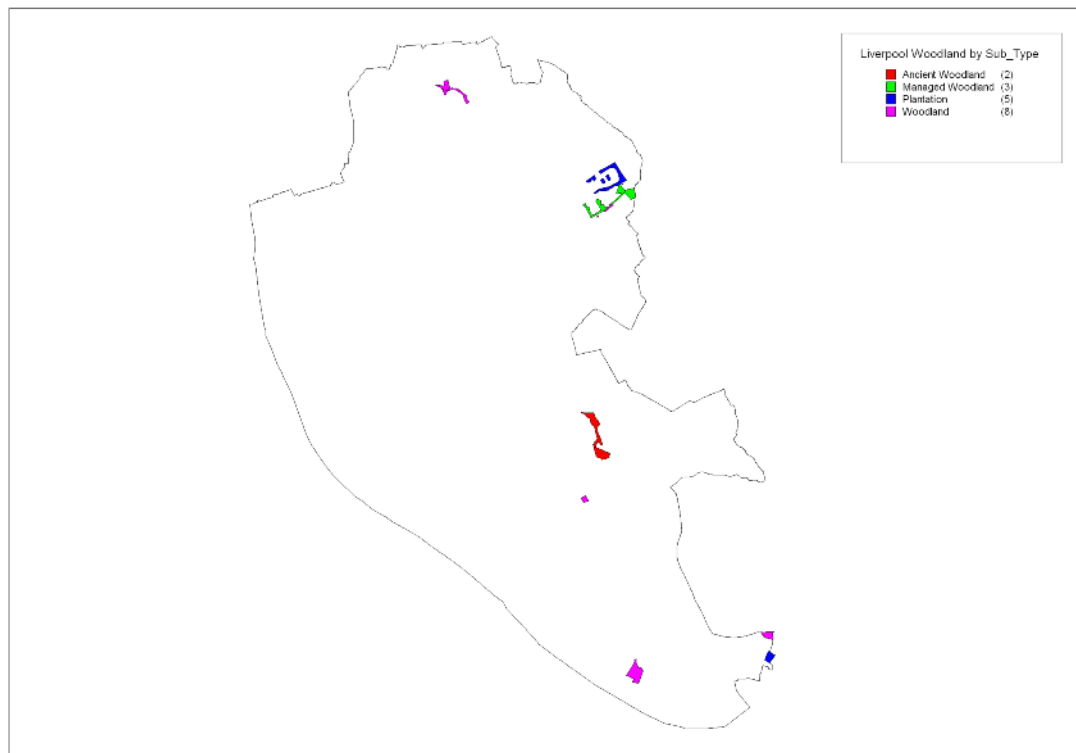 Liverpool Woodland by Sub_Type
Ancient Woodland (2)
Managed Woodland (3)
Plantation (5)
Woodland (8)